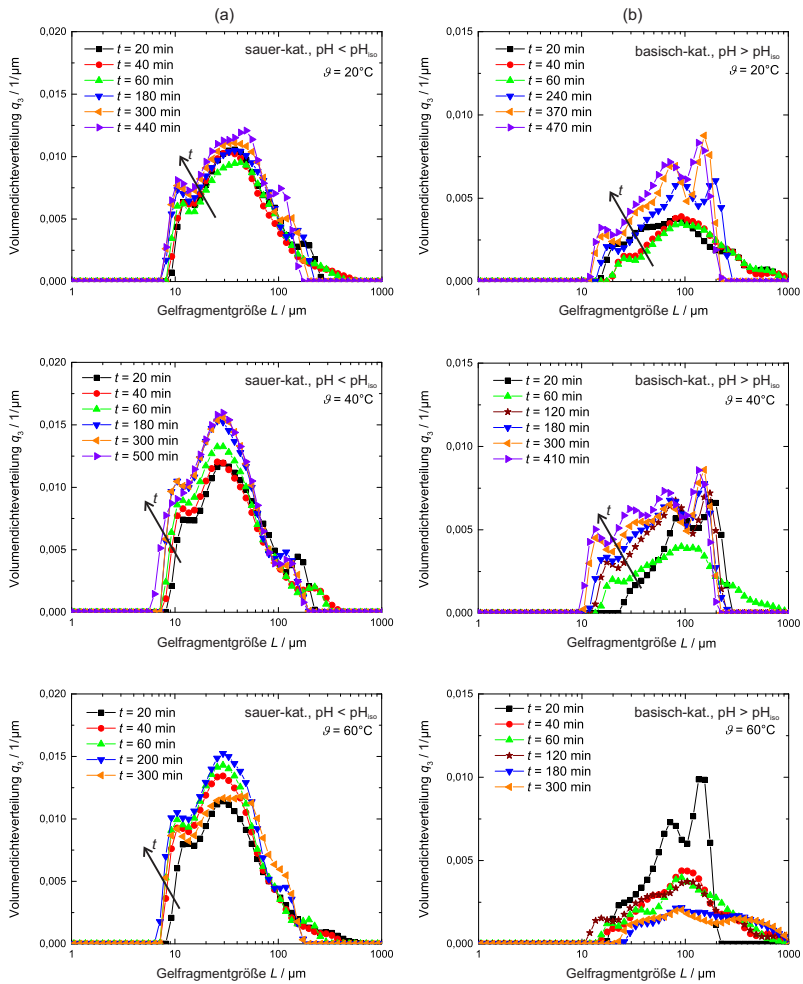 (a)
(b)
0,020
0,015
0,010
0,005
0,000
1
10
100
1000
Volumendichteverteilung q₃ / 1/µm
Gelfragmentgröße L / µm
t = 20 min
t = 40 min
t = 60 min
t = 180 min
t = 300 min
t = 440 min
sauer-kat., pH < pHiso
ϑ = 20°C
t
0,015
0,010
0,005
0,000
1
10
100
1000
Volumendichteverteilung q₃ / 1/µm
Gelfragmentgröße L / µm
t = 20 min
t = 40 min
t = 60 min
t = 240 min
t = 370 min
t = 470 min
basisch-kat., pH > pHiso
ϑ = 20°C
t
0,020
0,015
0,010
0,005
0,000
1
10
100
1000
Volumendichteverteilung q₃ / 1/µm
Gelfragmentgröße L / µm
t = 20 min
t = 40 min
t = 60 min
t = 180 min
t = 300 min
t = 500 min
sauer-kat., pH < pHiso
ϑ = 40°C
t
0,015
0,010
0,005
0,000
1
10
100
1000
Volumendichteverteilung q₃ / 1/µm
Gelfragmentgröße L / µm
t = 20 min
t = 60 min
t = 120 min
t = 180 min
t = 300 min
t = 410 min
basisch-kat., pH > pHiso
ϑ = 40°C
t
0,020
0,015
0,010
0,005
0,000
1
10
100
1000
Volumendichteverteilung q₃ / 1/µm
Gelfragmentgröße L / µm
t = 20 min
t = 40 min
t = 60 min
t = 200 min
t = 300 min
sauer-kat., pH < pHiso
ϑ = 60°C
t
0,015
0,010
0,005
0,000
1
10
100
1000
Volumendichteverteilung q₃ / 1/µm
Gelfragmentgröße L / µm
t = 20 min
t = 40 min
t = 60 min
t = 120 min
t = 180 min
t = 300 min
basisch-kat., pH > pHiso
ϑ = 60°C